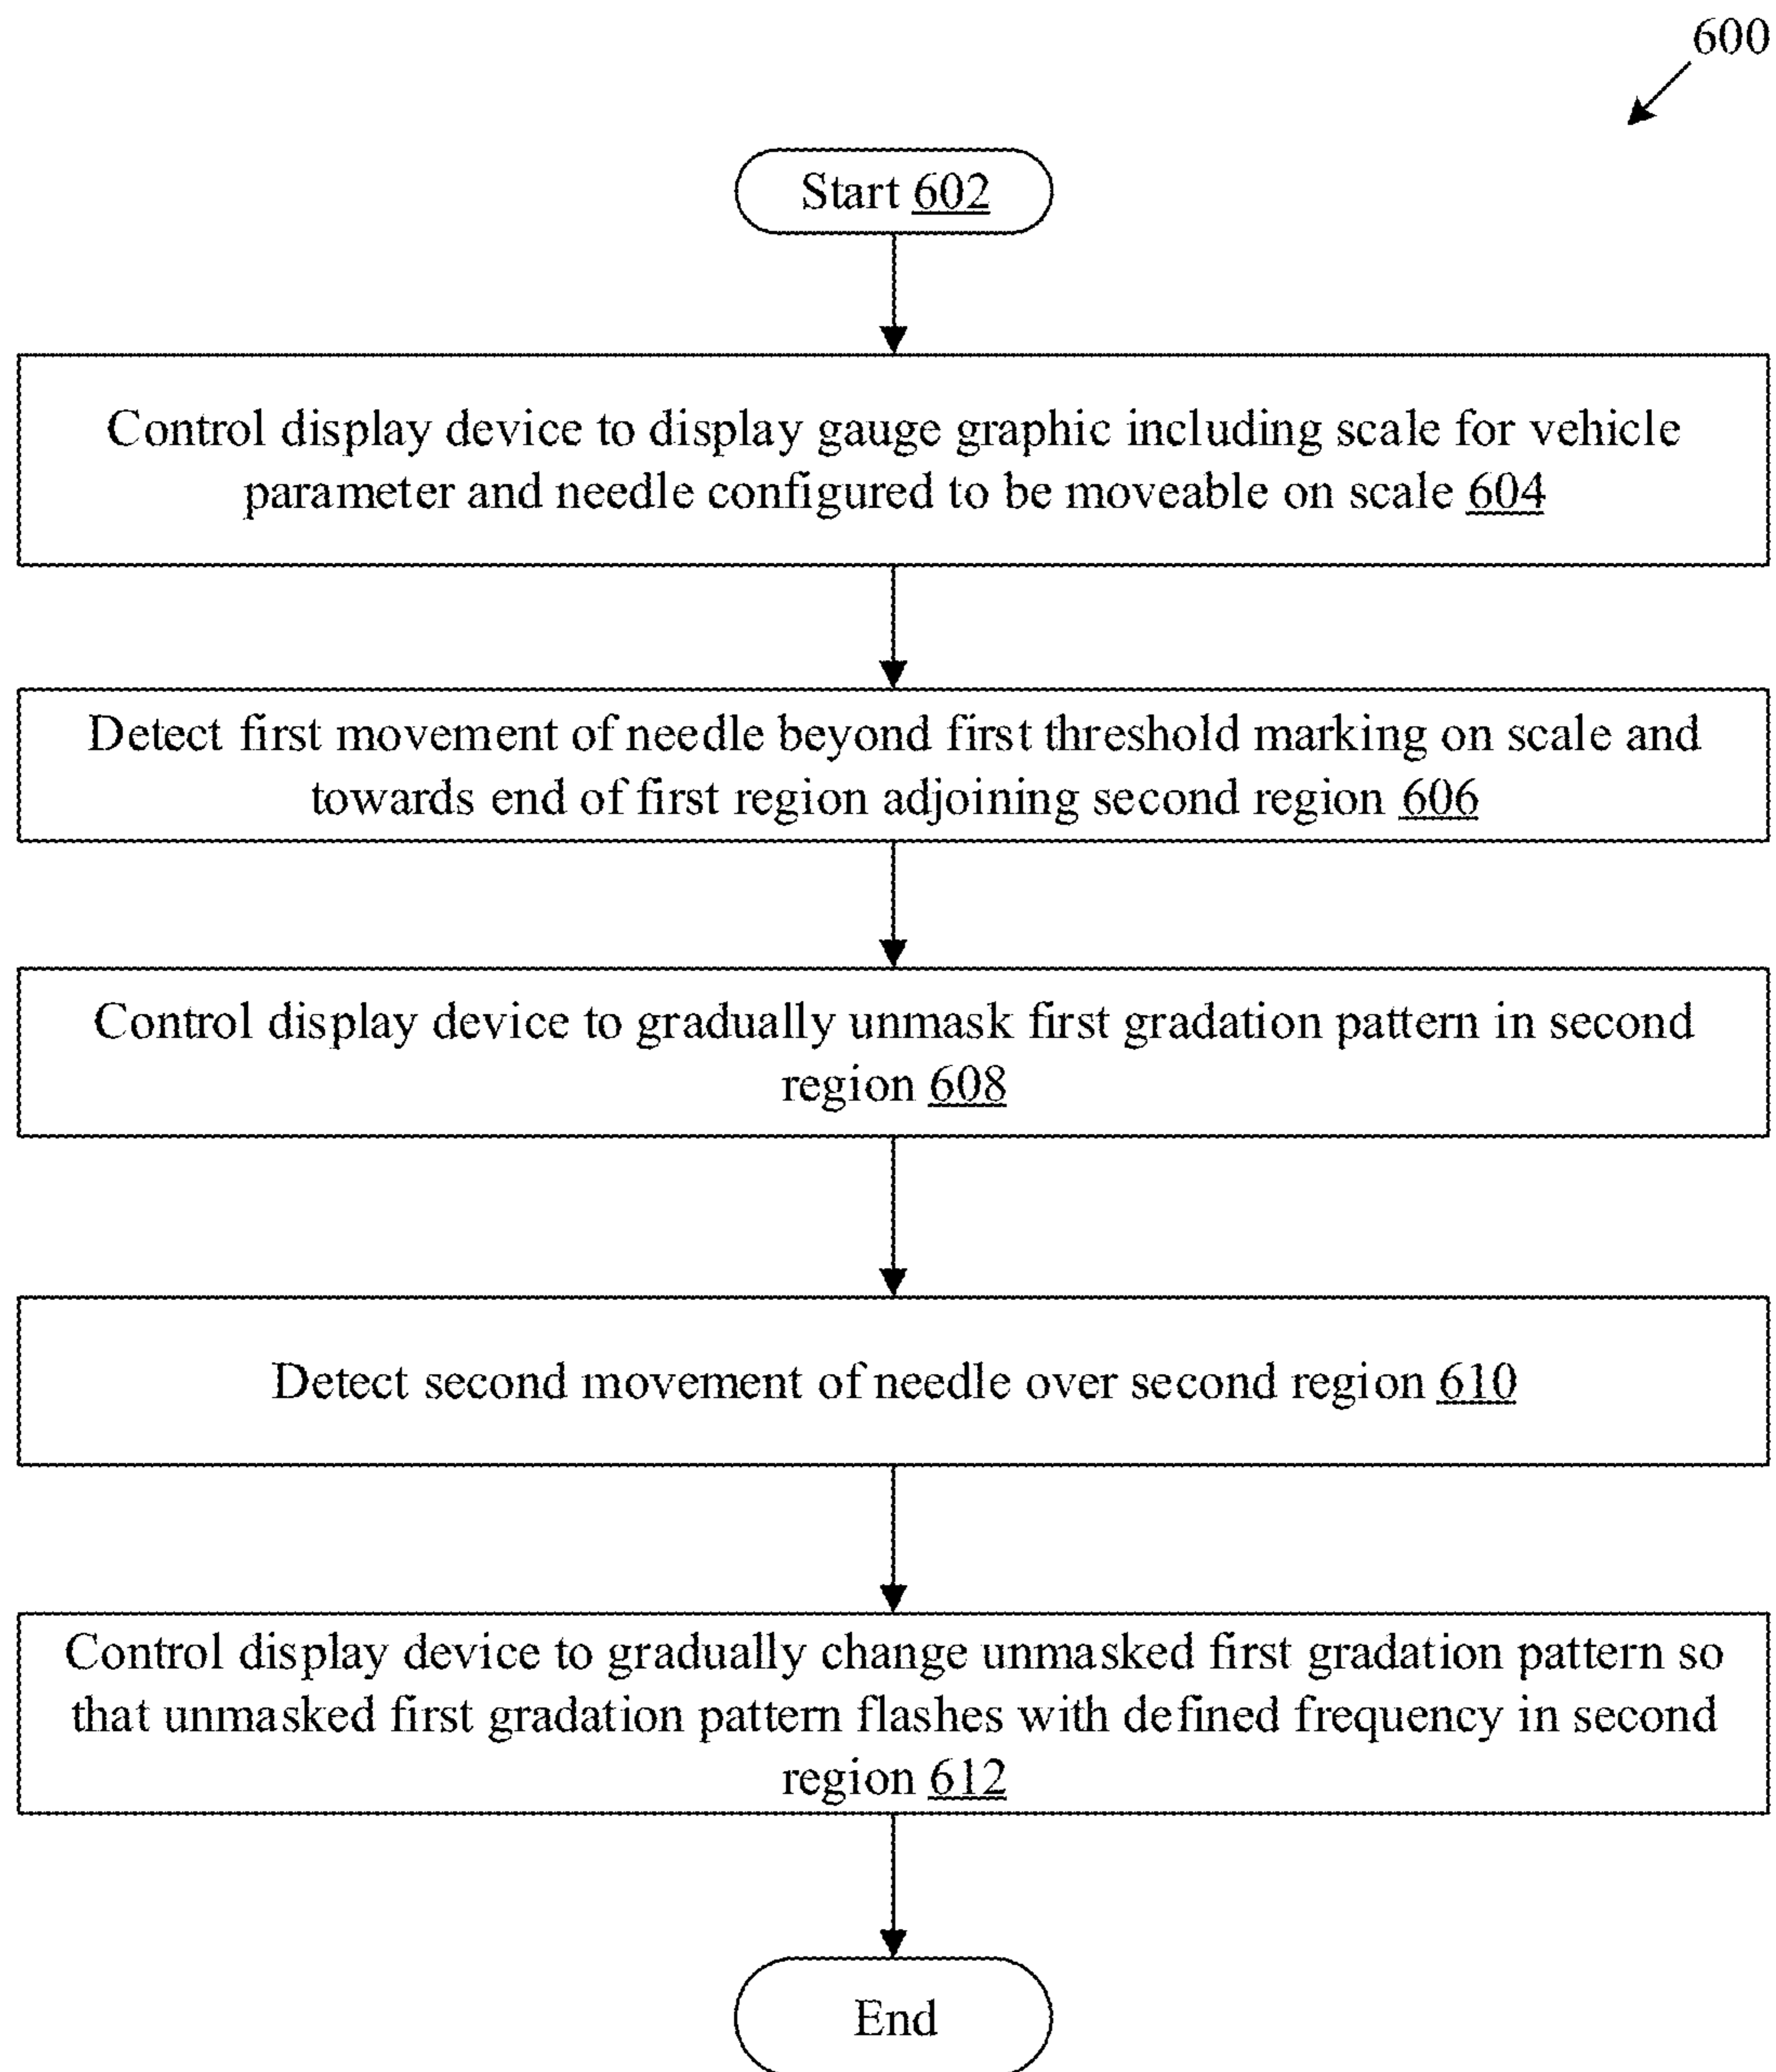 600
Start 602
Control display device to display gauge graphic including scale for vehicle
parameter and needle configured to be moveable on scale 604
Detect first movement of needle beyond first threshold marking on scale and
towards end of first region adjoining second region 606
Control display device to gradually unmask first gradation pattern in second
region 608
Detect second movement of needle over second region 610
Control display device to gradually change unmasked first gradation pattern so
that unmasked first gradation pattern flashes with defined frequency in second
region 612
End